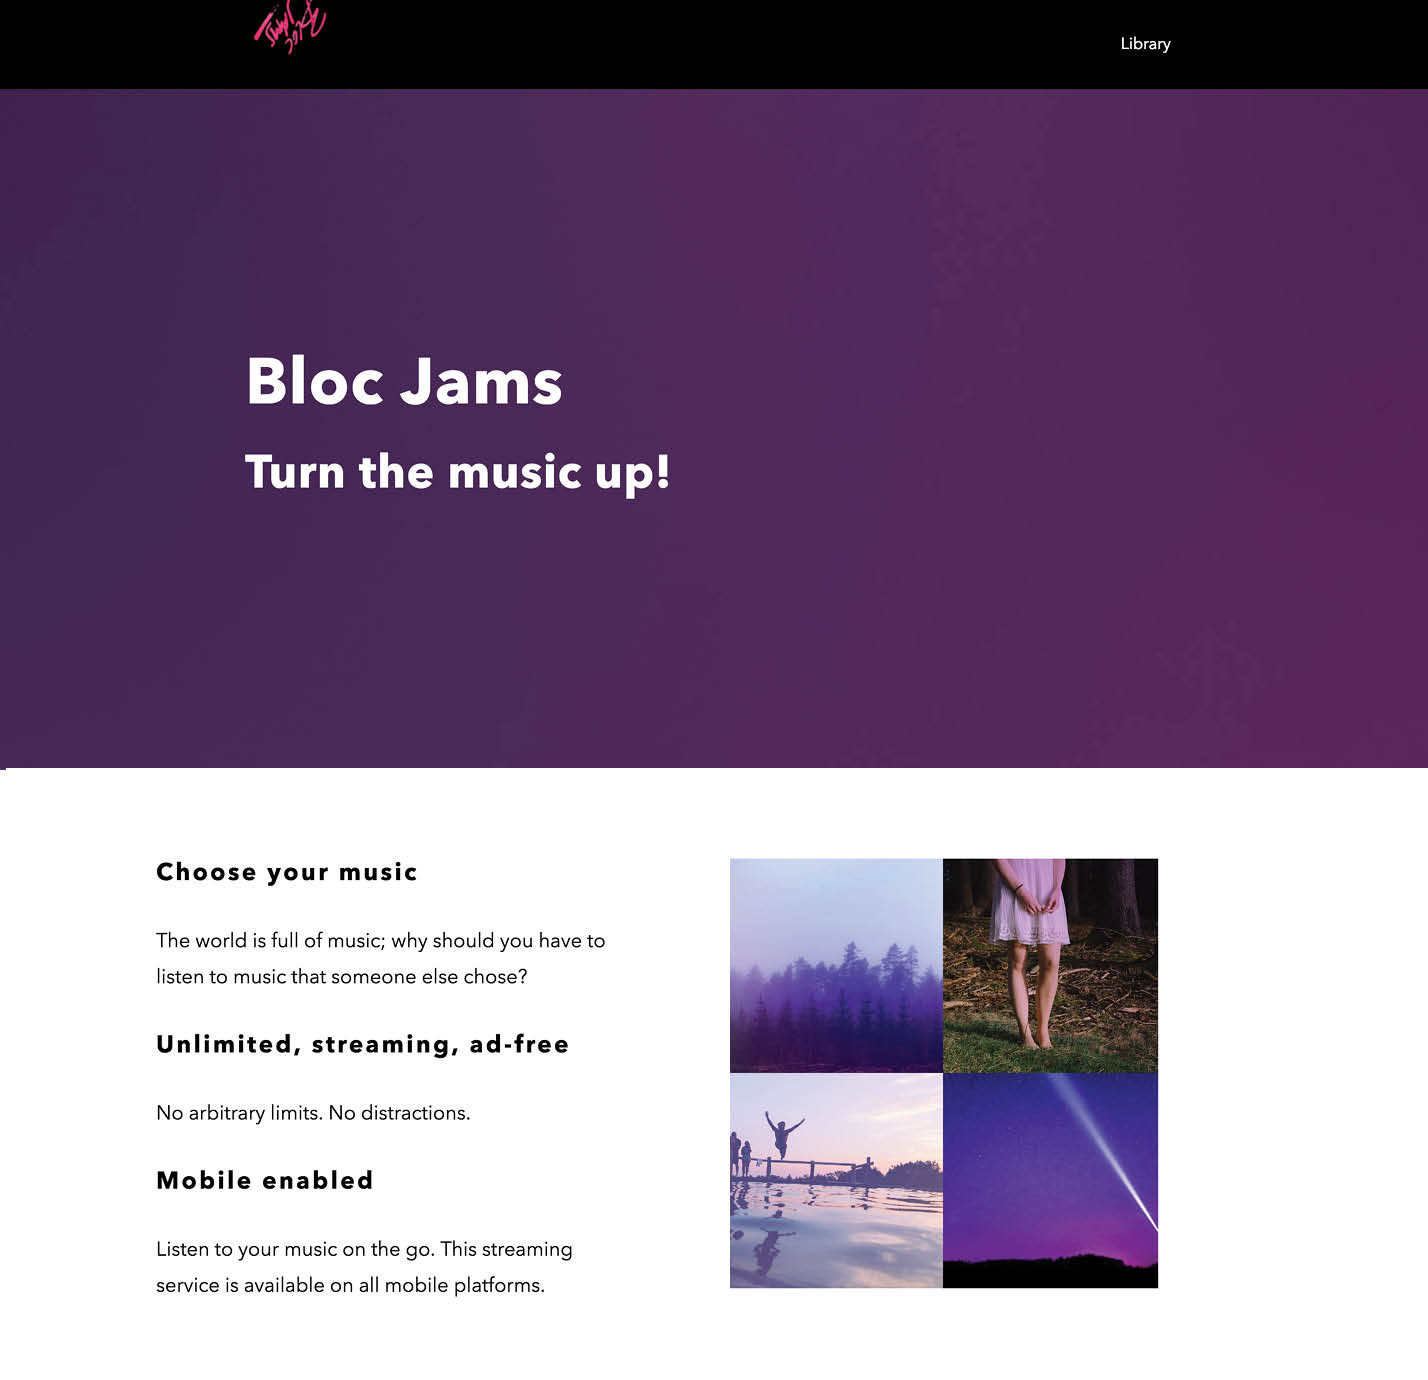 Library
Bloc Jams
Turn the music up!
Choose your music
The world is full of music; why should you have to
listen to music that someone else chose?
Unlimited, streaming, ad-free
No arbitrary limits. No distractions.
Mobile enabled
Listen to your music on the go. This streaming
service is available on all mobile platforms.